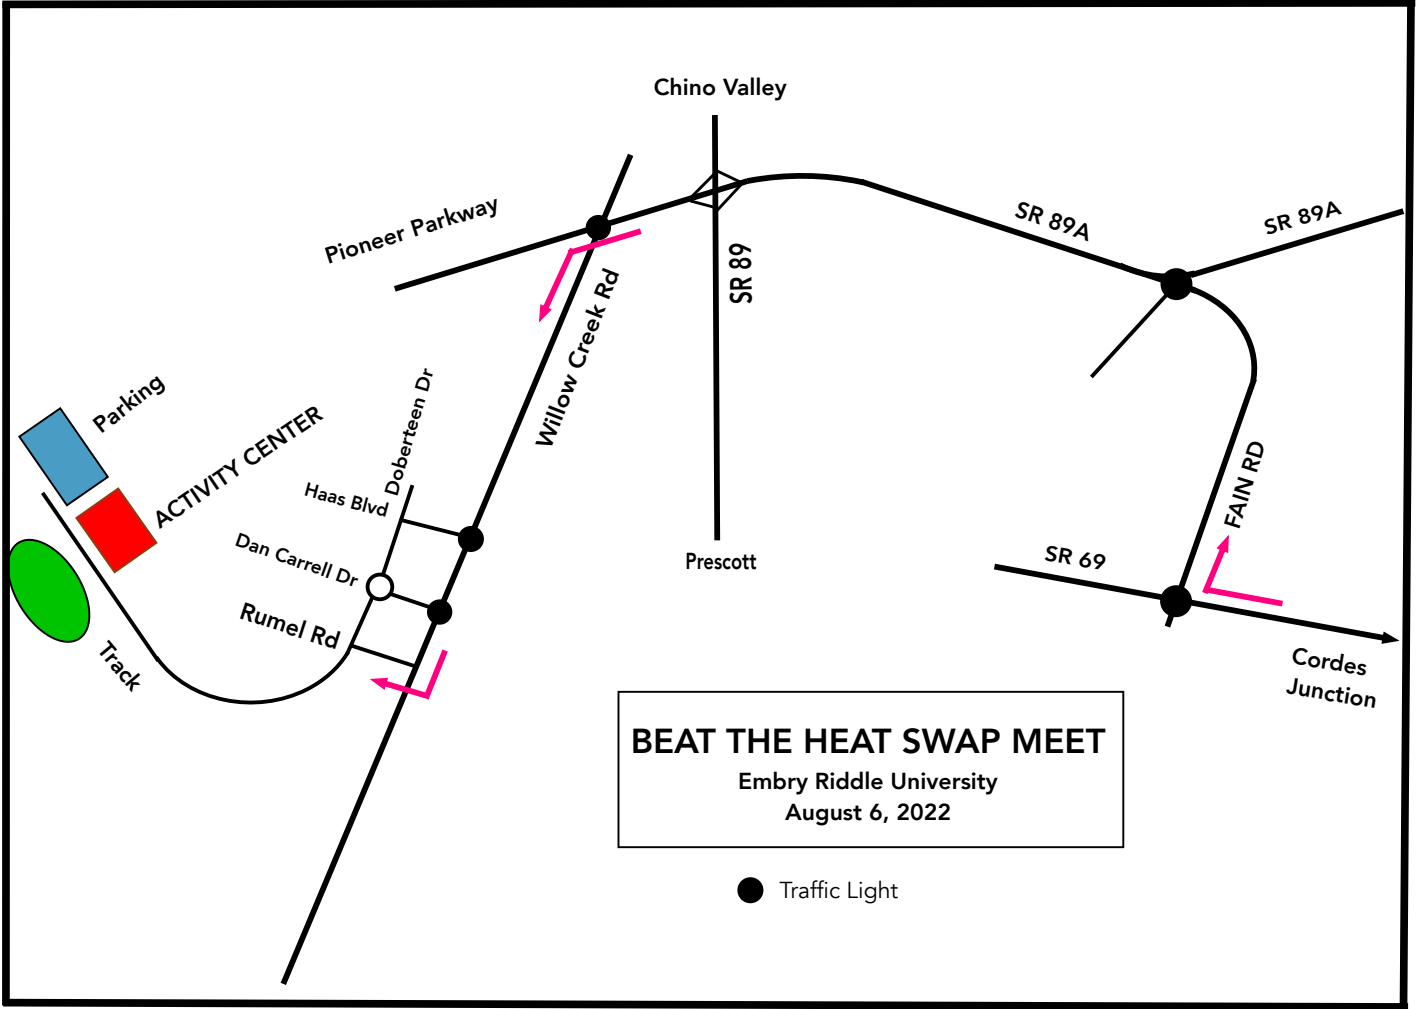 Chino Valley
Pioneer Parkway
SR 89A
SR 89A
SR 89
Willow Creek Rd
Parking
ACTIVITY CENTER
Doberteen Dr
Haas Blvd
Dan Carrell Dr
Rumel Rd
Track
Prescott
FAIN RD
SR 69
Cordes
Junction
BEAT THE HEAT SWAP MEET
Embry Riddle University
August 6, 2022
Traffic Light